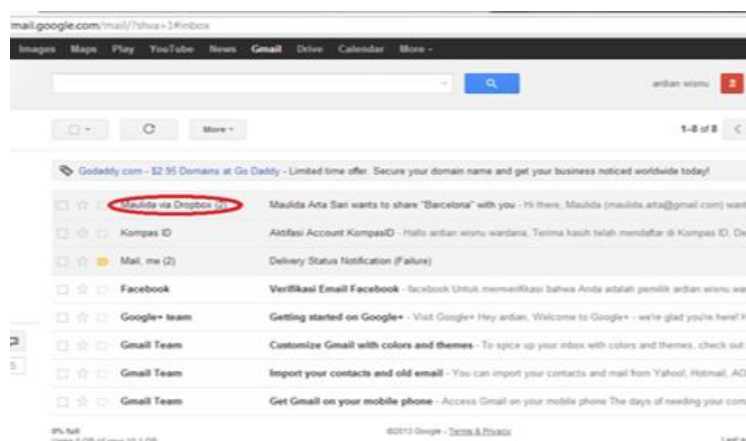 mail.google.com/mail/?shva=1#inbox
Images Maps Play YouTube News Gmail Drive Calendar More
ardian wisnu 2
More 1-8 of 8
Godaddy.com - $2.95 Domains at Go Daddy - Limited time offer. Secure your domain name and get your business noticed worldwide today!
Maulida via Dropbox (2) Maulida Arta Sari wants to share "Barcelona" with you - Hi there, Maulida (maulida.arta@gmail.com) want
Kompas ID Aktifasi Account KompasID - Hallo ardian wisnu wardana, Terima kasih telah mendaftar di Kompas ID. De
Mail, me (2) Delivery Status Notification (Failure)
Facebook Verifikasi Email Facebook - facebook Untuk memverifikasi bahwa Anda adalah pemilik ardian wisnu wa
Google+ team Getting started on Google+ - Visit Google+ Hey ardian, Welcome to Google+ - we're glad you're here! H
Gmail Team Customize Gmail with colors and themes - To spice up your inbox with colors and themes, check out
Gmail Team Import your contacts and old email - You can import your contacts and mail from Yahoo!, Hotmail, AO
Gmail Team Get Gmail on your mobile phone - Access Gmail on your mobile phone The days of needing your com
0% full ©2013 Google - Terms & Privacy